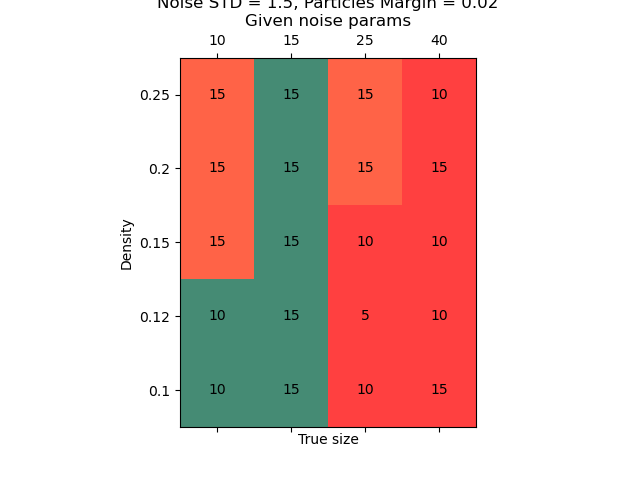 Noise STD = 1.5, Particles Margin = 0.02
Given noise params
10 15 25 40
0.25 15 15 15 10
0.2 15 15 15 15
0.15 15 15 10 10
0.12 10 15 5 10
0.1 10 15 10 15
Density
True size